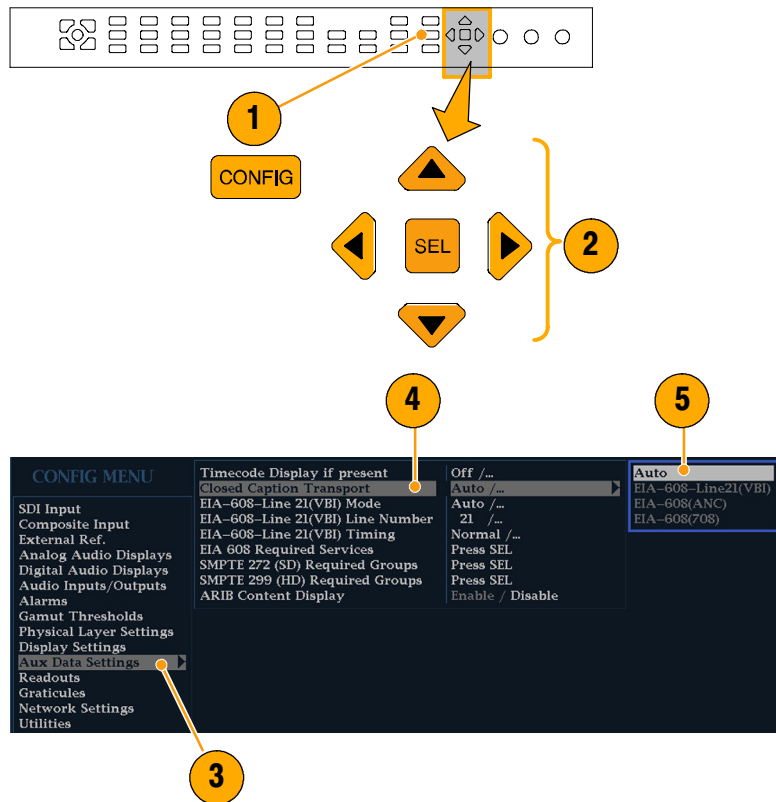 1
CONFIG
SEL
2
4
5
CONFIG MENU
SDI Input
Composite Input
External Ref.
Analog Audio Displays
Digital Audio Displays
Audio Inputs/Outputs
Alarms
Gamut Thresholds
Physical Layer Settings
Display Settings
Aux Data Settings
Readouts
Graticules
Network Settings
Utilities
Timecode Display if present Off /...
Closed Caption Transport Auto /...
EIA–608–Line 21(VBI) Mode Auto /...
EIA–608–Line 21(VBI) Line Number 21 /...
EIA–608–Line 21(VBI) Timing Normal /...
EIA 608 Required Services Press SEL
SMPTE 272 (SD) Required Groups Press SEL
SMPTE 299 (HD) Required Groups Press SEL
ARIB Content Display Enable / Disable
Auto
EIA–608–Line21(VBI)
EIA–608(ANC)
EIA–608(708)
3